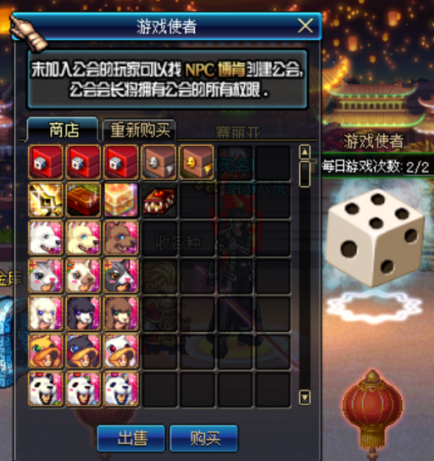 游戏使者
未加入公会的玩家可以找 NPC 博肯创建公会,
公会会长将拥有公会的所有权限 .
商店
重新购买
游戏使者
每日游戏次数: 2/2
出售
购买